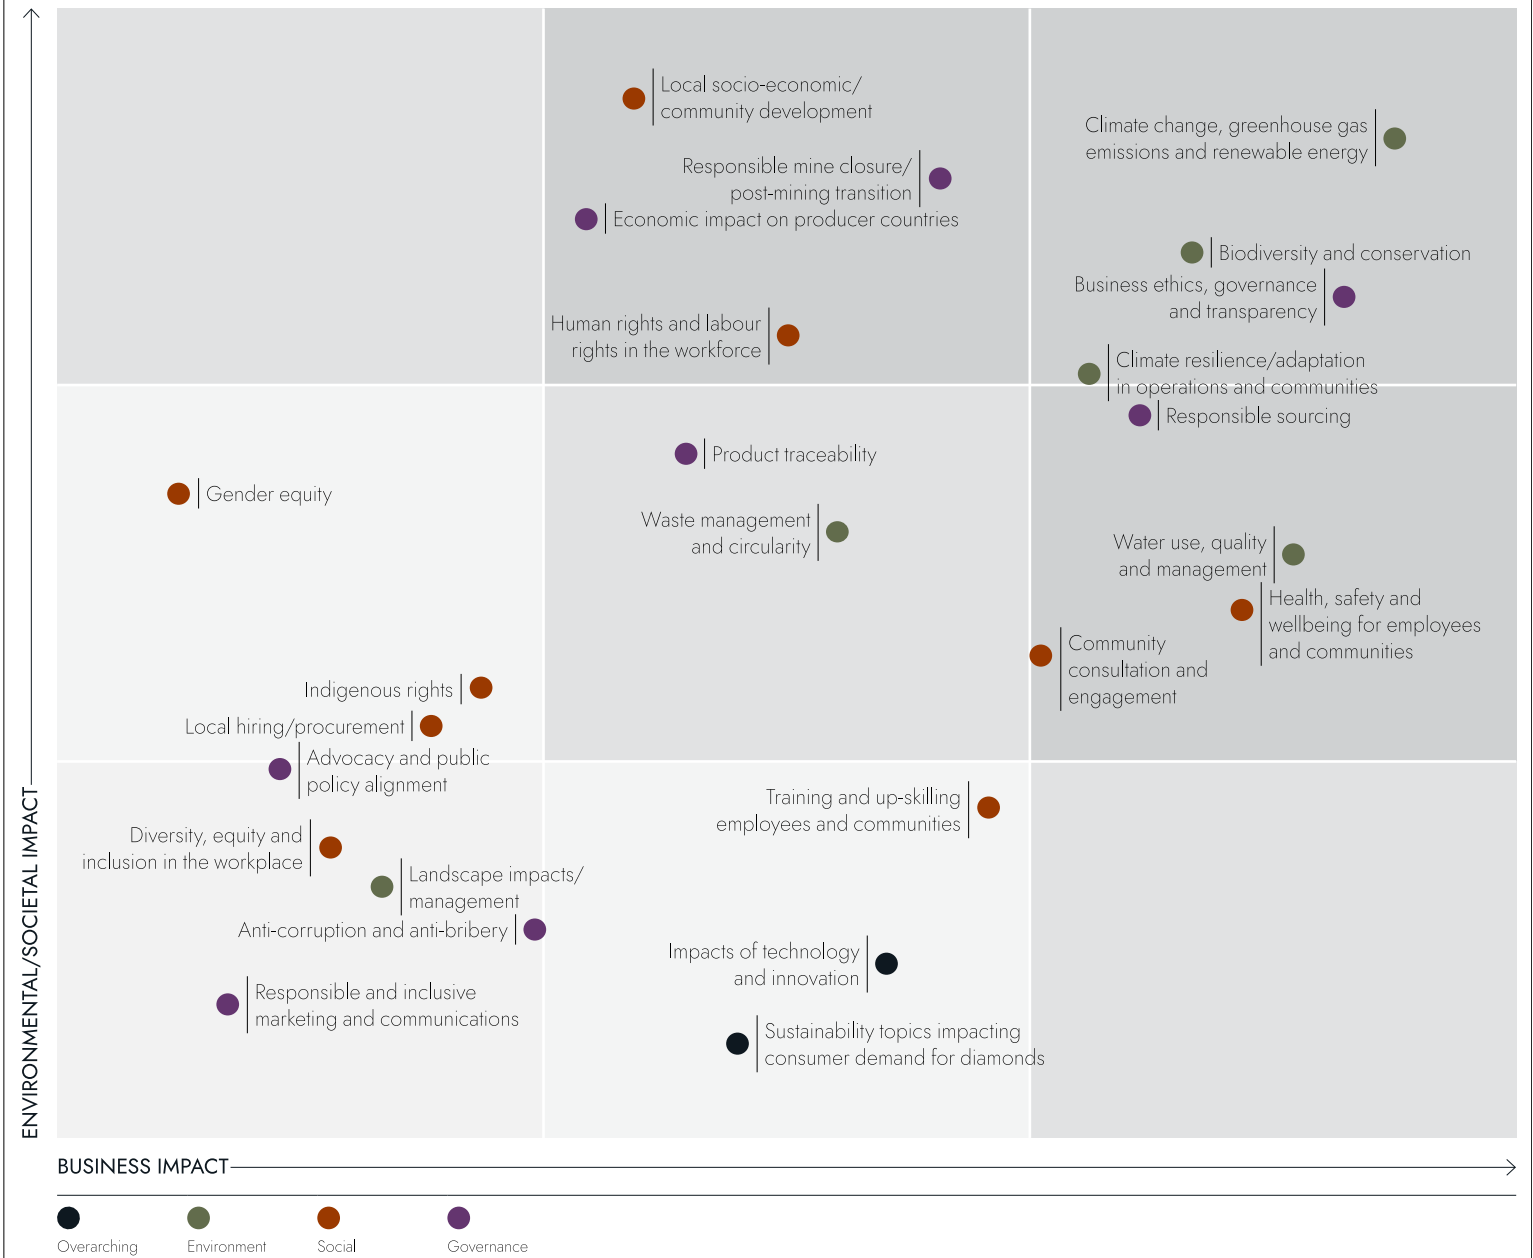 Local socio-economic/
community development
Climate change, greenhouse gas
emissions and renewable energy
Responsible mine closure/
post-mining transition
Economic impact on producer countries
Biodiversity and conservation
Business ethics, governance
and transparency
Human rights and labour
rights in the workforce
Climate resilience/adaptation
in operations and communities
Responsible sourcing
Product traceability
Gender equity
Waste management
and circularity
Water use, quality
and management
Health, safety and
wellbeing for employees
and communities
Community
consultation and
engagement
Indigenous rights
Local hiring/procurement
Advocacy and public
policy alignment
Training and up-skilling
employees and communities
Diversity, equity and
inclusion in the workplace
Landscape impacts/
management
Anti-corruption and anti-bribery
Impacts of technology
and innovation
Responsible and inclusive
marketing and communications
Sustainability topics impacting
consumer demand for diamonds
ENVIRONMENTAL/SOCIETAL IMPACT
BUSINESS IMPACT
Overarching
Environment
Social
Governance